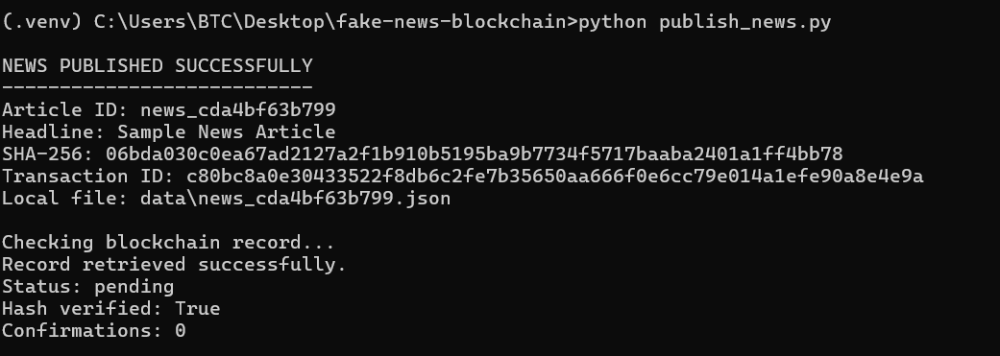 (.venv) C:\Users\BTC\Desktop\fake-news-blockchain>python publish_news.py
NEWS PUBLISHED SUCCESSFULLY
---------------------------
Article ID: news_cda4bf63b799
Headline: Sample News Article
SHA-256: 06bda030c0ea67ad2127a2f1b910b5195ba9b7734f5717baaba2401a1ff4bb78
Transaction ID: c80bc8a0e30433522f8db6c2fe7b35650aa666f0e6cc79e014a1efe90a8e4e9a
Local file: data\news_cda4bf63b799.json
Checking blockchain record...
Record retrieved successfully.
Status: pending
Hash verified: True
Confirmations: 0